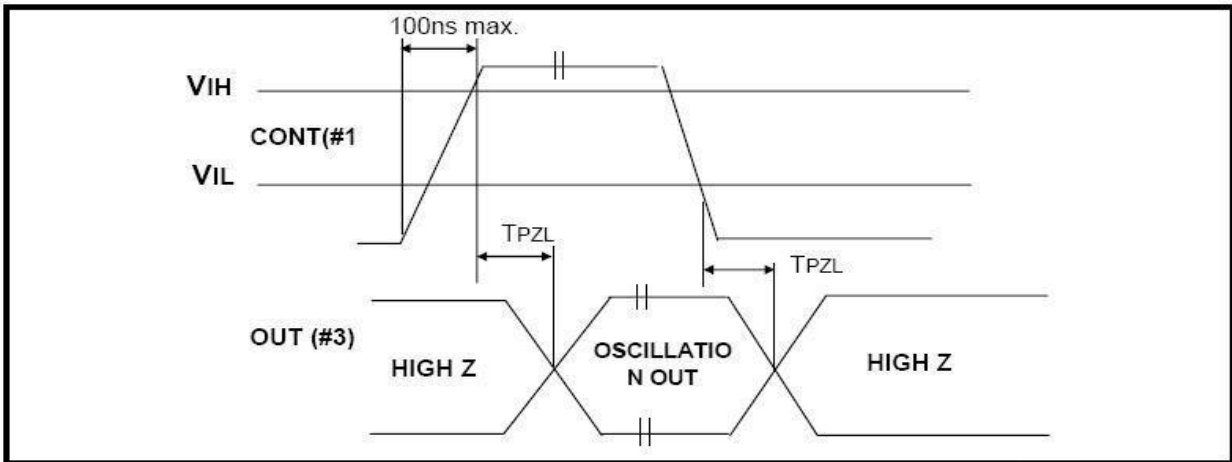 100ns max.
VIH
CONT(#1
VIL
TPZL
TPZL
OUT (#3)
HIGH Z
OSCILLATIO
N OUT
HIGH Z